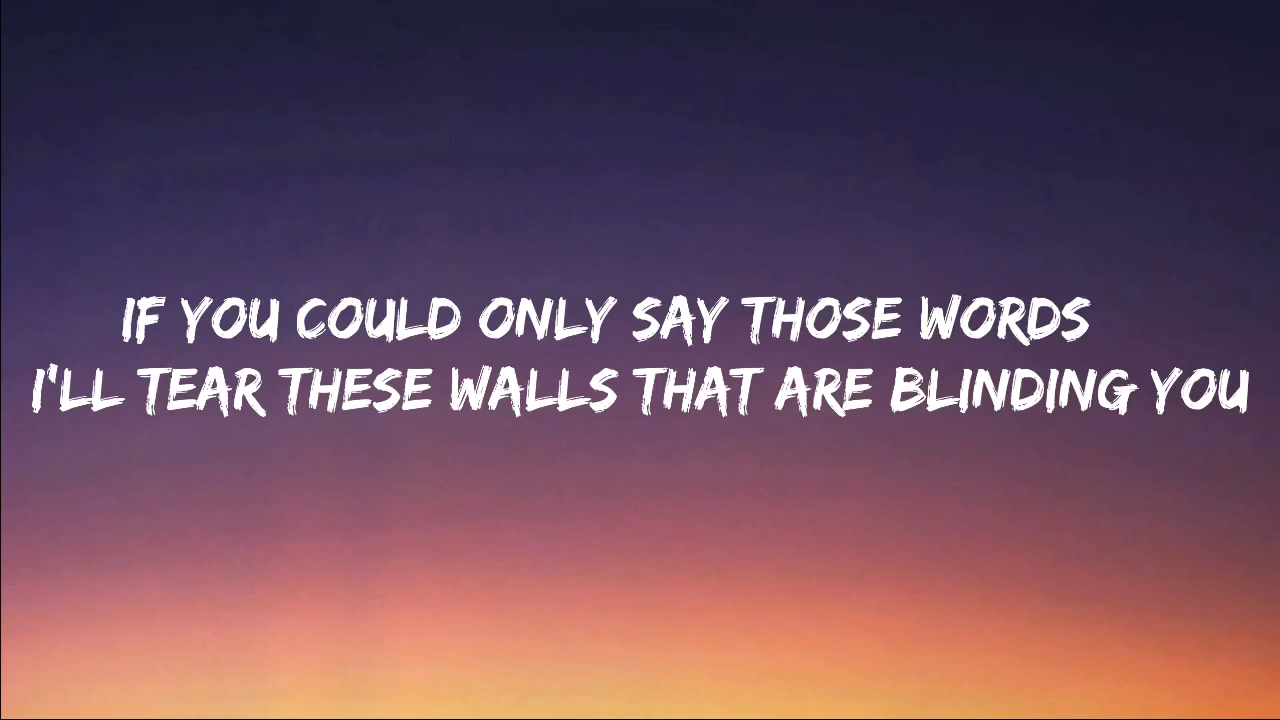 IF YOU COULD ONLY SAY THOSE WORDS
I'LL TEAR THESE WALLS THAT ARE BLINDING YOU